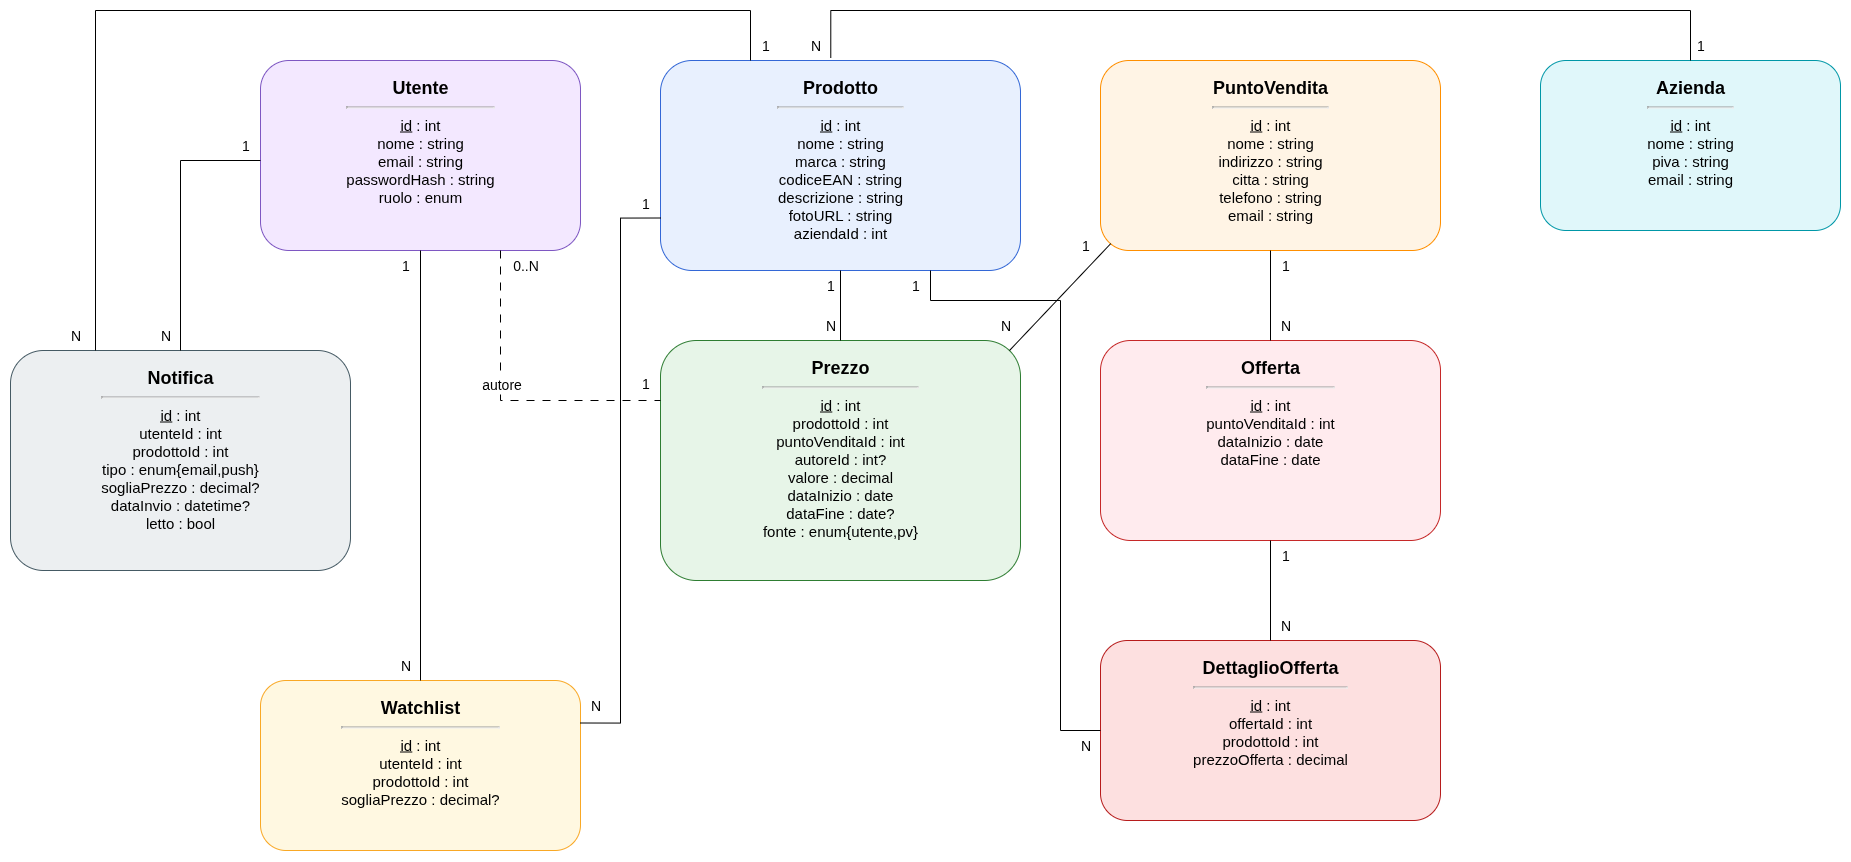 1
N
1
Utente
id : int
nome : string
email : string
passwordHash : string
ruolo : enum
Prodotto
id : int
nome : string
marca : string
codiceEAN : string
descrizione : string
fotoURL : string
aziendaId : int
PuntoVendita
id : int
nome : string
indirizzo : string
citta : string
telefono : string
email : string
Azienda
id : int
nome : string
piva : string
email : string
1
1
1
1
0..N
1
1
1
N
N
N
N
N
autore
1
Notifica
id : int
utenteId : int
prodottoId : int
tipo : enum{email,push}
sogliaPrezzo : decimal?
dataInvio : datetime?
letto : bool
Prezzo
id : int
prodottoId : int
puntoVenditaId : int
autoreId : int?
valore : decimal
dataInizio : date
dataFine : date?
fonte : enum{utente,pv}
Offerta
id : int
puntoVenditaId : int
dataInizio : date
dataFine : date
1
N
N
N
N
Watchlist
id : int
utenteId : int
prodottoId : int
sogliaPrezzo : decimal?
DettaglioOfferta
id : int
offertaId : int
prodottoId : int
prezzoOfferta : decimal